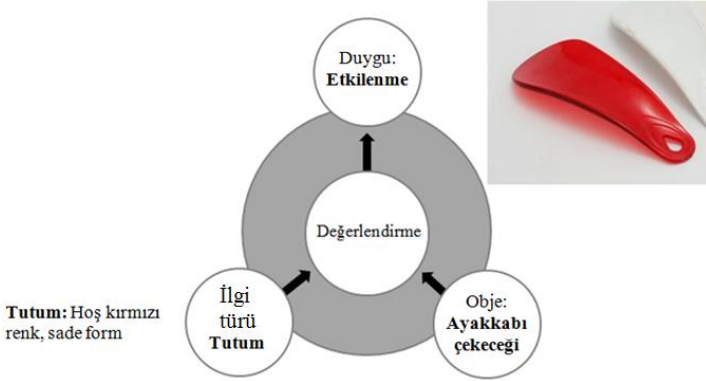 Duygu:
Etkilenme
Değerlendirme
İlgi
türü
Tutum
Obje:
Ayakkabı
çekeceği
Tutum: Hoş kırmızı
renk, sade form